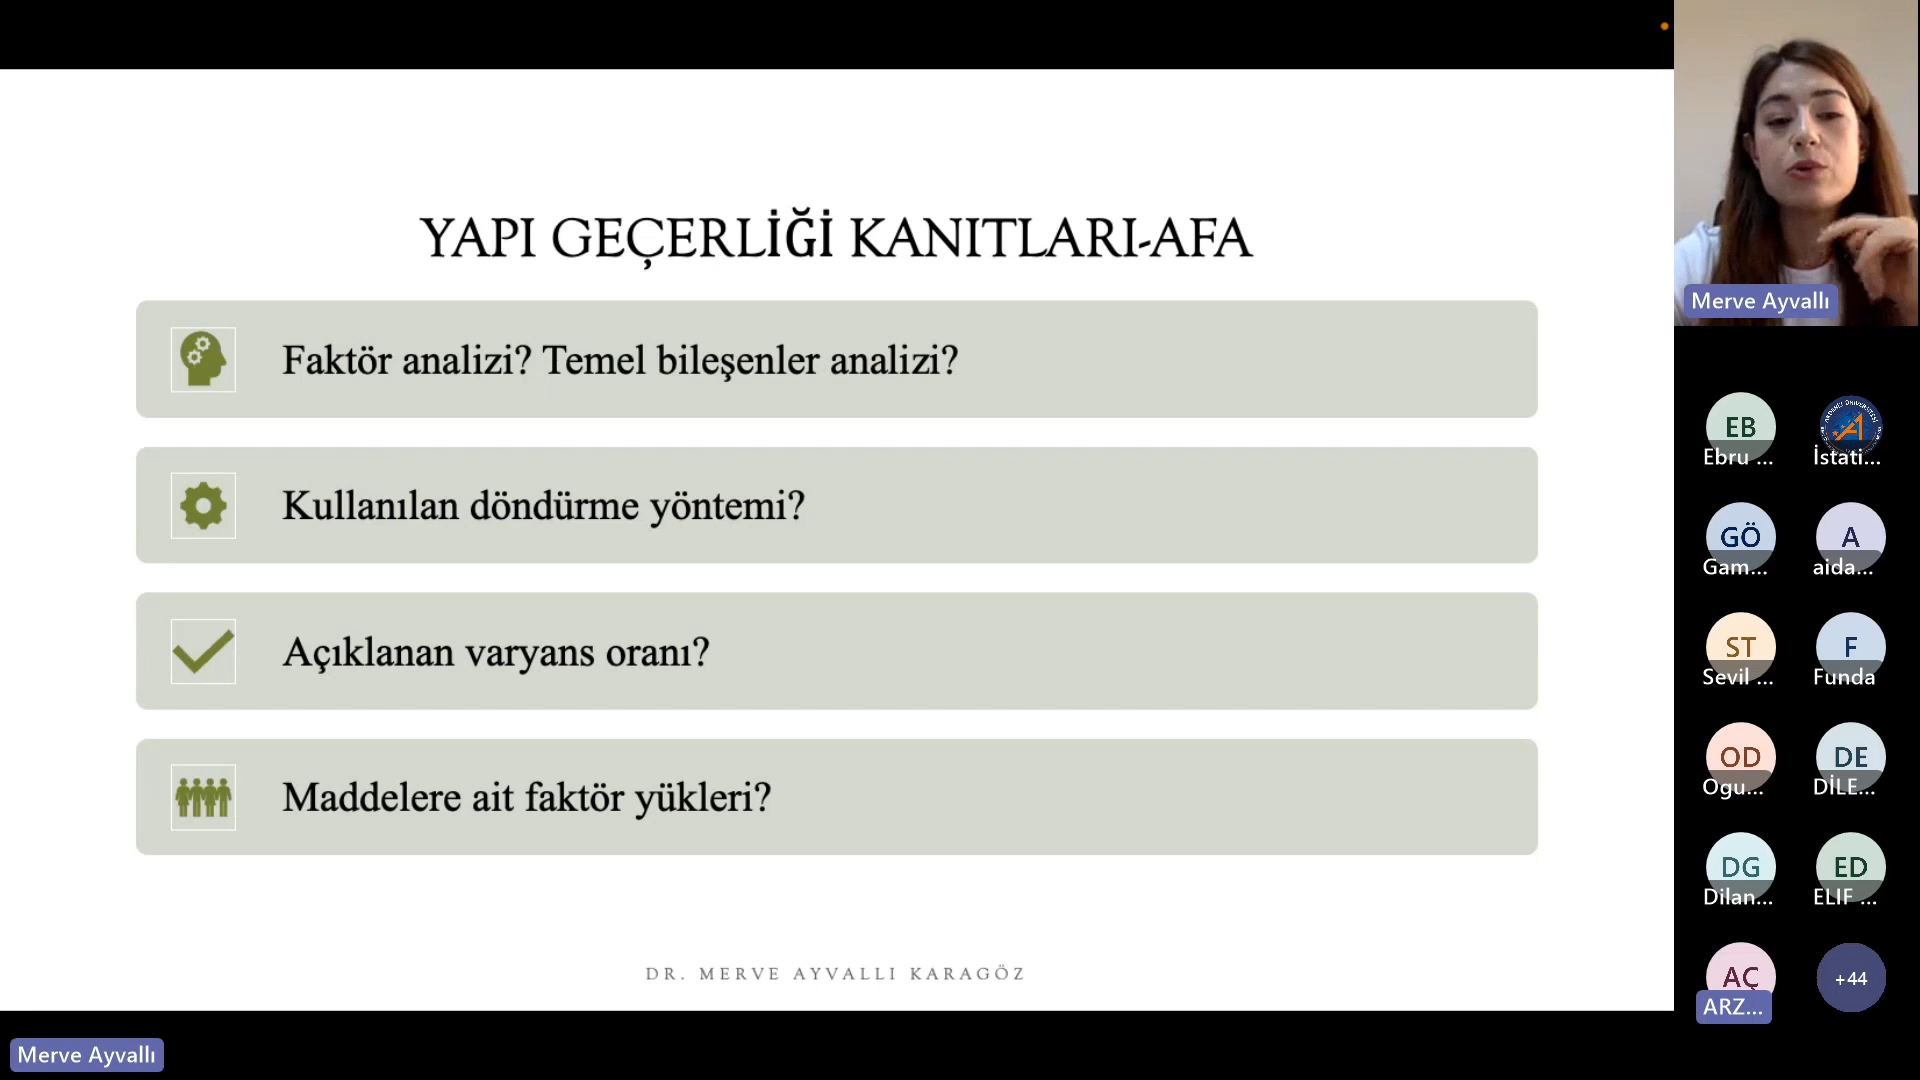 YAPI GEÇERLİĞİ KANITLARI-AFA
Faktör analizi? Temel bileşenler analizi?
Kullanılan döndürme yöntemi?
Açıklanan varyans oranı?
Maddelere ait faktör yükleri?
DR. MERVE AYVALLI KARAGÖZ
Merve Ayvallı
Merve Ayvallı
EB
Ebru ...
İstati...
GÖ
Gam...
A
aida...
ST
Sevil ...
F
Funda
OD
Ogu...
DE
DİLE...
DG
Dilan...
ED
ELIF ...
AÇ
ARZ...
+44